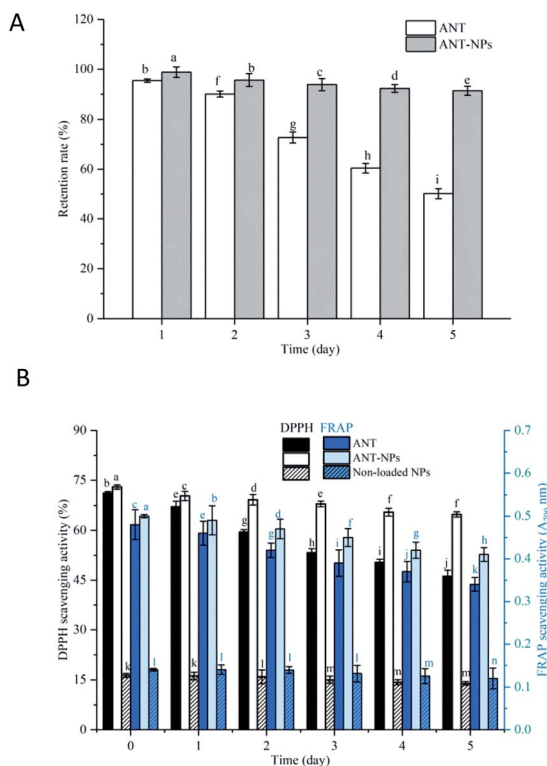 A
120
100
80
60
40
20
0
Retention rate (%)
ANT
ANT-NPs
b a f b g c h d i e
1 2 3 4 5
Time (day)
B
90
75
60
45
30
15
0
DPPH scavenging activity (%)
DPPH FRAP
ANT
ANT-NPs
Non-loaded NPs
0.7
0.6
0.5
0.4
0.3
0.2
0.1
0.0
FRAP scavenging activity (A700 nm)
b a c a e c e b g d g d j e i f i f j g j f k h
k l k l l l m l m m m n
0 1 2 3 4 5
Time (day)